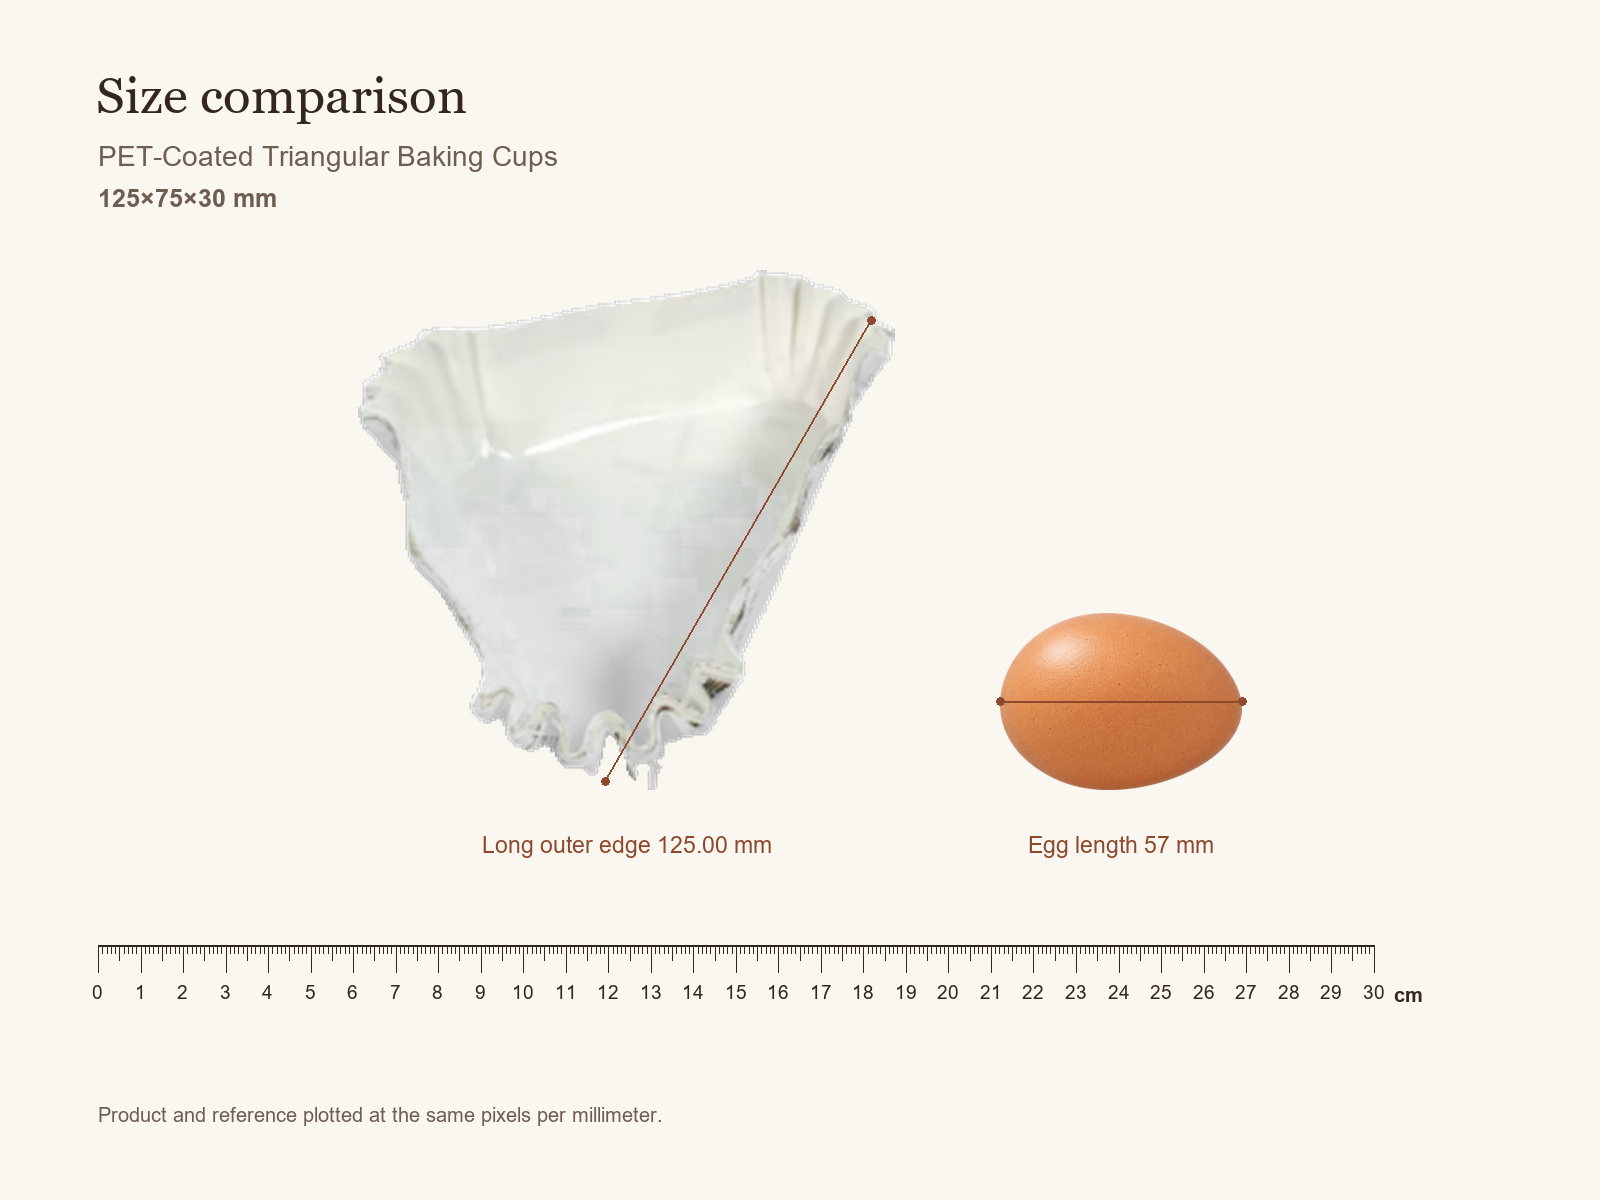 Size comparison
PET-Coated Triangular Baking Cups
125×75×30 mm
Long outer edge 125.00 mm
Egg length 57 mm
0 1 2 3 4 5 6 7 8 9 10 11 12 13 14 15 16 17 18 19 20 21 22 23 24 25 26 27 28 29 30 cm
Product and reference plotted at the same pixels per millimeter.